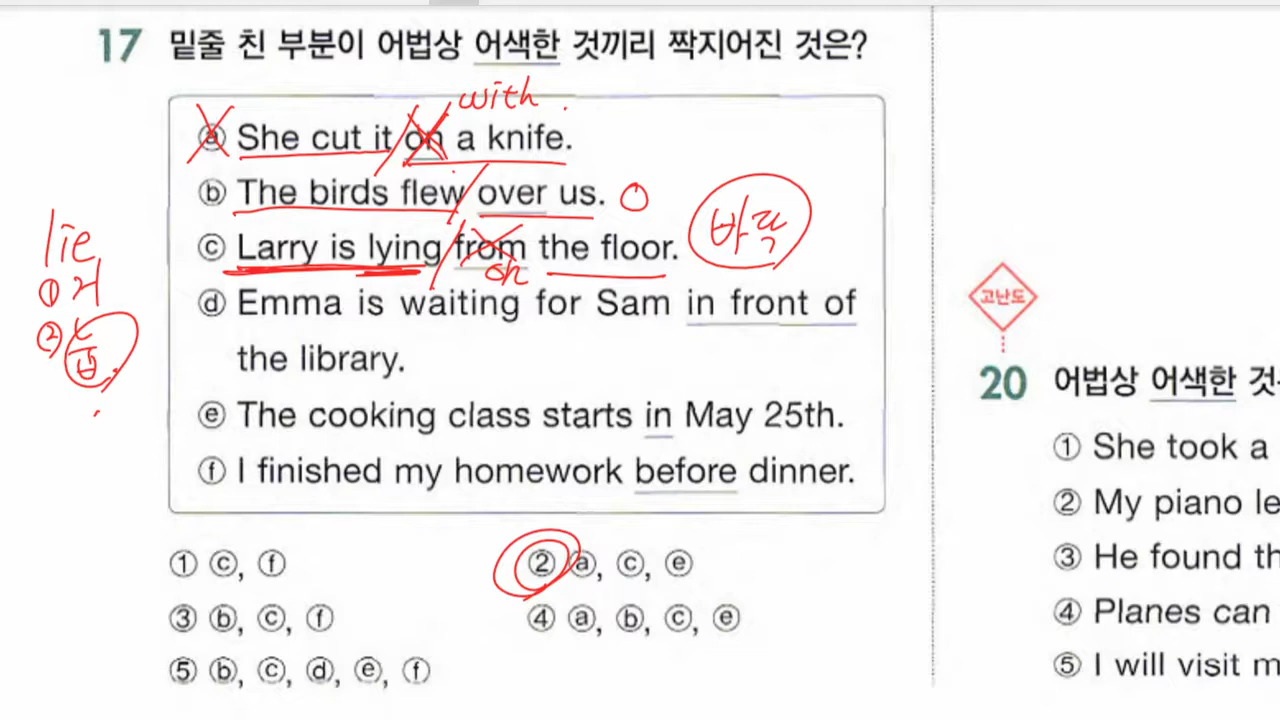 17 밑줄 친 부분이 어법상 어색한 것끼리 짝지어진 것은?
with
ⓐ She cut it on a knife.
ⓑ The birds flew over us.
ⓒ Larry is lying from the floor.
on
바닥
lie
① 거
② 눕
ⓓ Emma is waiting for Sam in front of
the library.
ⓔ The cooking class starts in May 25th.
ⓕ I finished my homework before dinner.
① ⓒ, ⓕ
② ⓐ, ⓒ, ⓔ
③ ⓑ, ⓒ, ⓕ
④ ⓐ, ⓑ, ⓒ, ⓔ
⑤ ⓑ, ⓒ, ⓓ, ⓔ, ⓕ
고난도
20 어법상 어색한
① She took a
② My piano le
③ He found th
④ Planes can
⑤ I will visit m